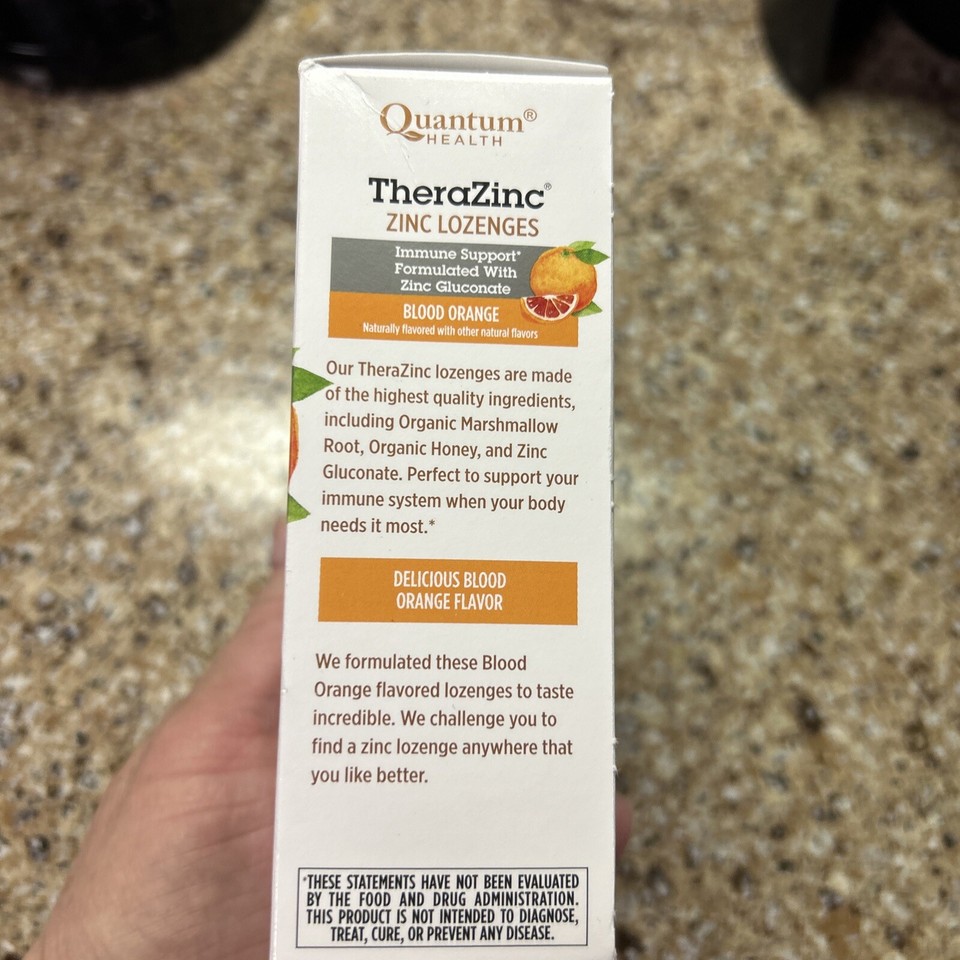 Quantum®
HEALTH
TheraZinc®
ZINC LOZENGES
Immune Support*
Formulated With
Zinc Gluconate
BLOOD ORANGE
Naturally flavored with other natural flavors
Our TheraZinc lozenges are made
of the highest quality ingredients,
including Organic Marshmallow
Root, Organic Honey, and Zinc
Gluconate. Perfect to support your
immune system when your body
needs it most.*
DELICIOUS BLOOD
ORANGE FLAVOR
We formulated these Blood
Orange flavored lozenges to taste
incredible. We challenge you to
find a zinc lozenge anywhere that
you like better.
*THESE STATEMENTS HAVE NOT BEEN EVALUATED
BY THE FOOD AND DRUG ADMINISTRATION.
THIS PRODUCT IS NOT INTENDED TO DIAGNOSE,
TREAT, CURE, OR PREVENT ANY DISEASE.